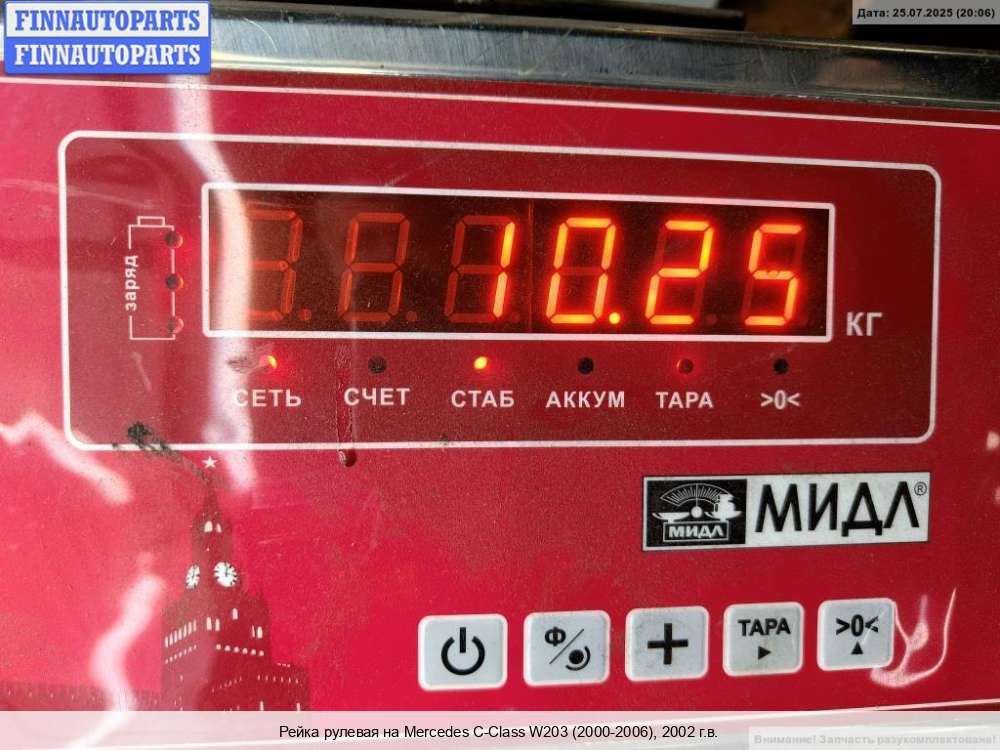 FINNAUTOPARTS
FINNAUTOPARTS
Дата: 25.07.2025 (20:06)
заряд
10.25
КГ
СЕТЬ СЧЕТ СТАБ АККУМ ТАРА >0<
МИДЛ МИДЛ®
Ф ТАРА >0<
Рейка рулевая на Mercedes C-Class W203 (2000-2006), 2002 г.в.
Внимание! Запчасть разукомплектована!